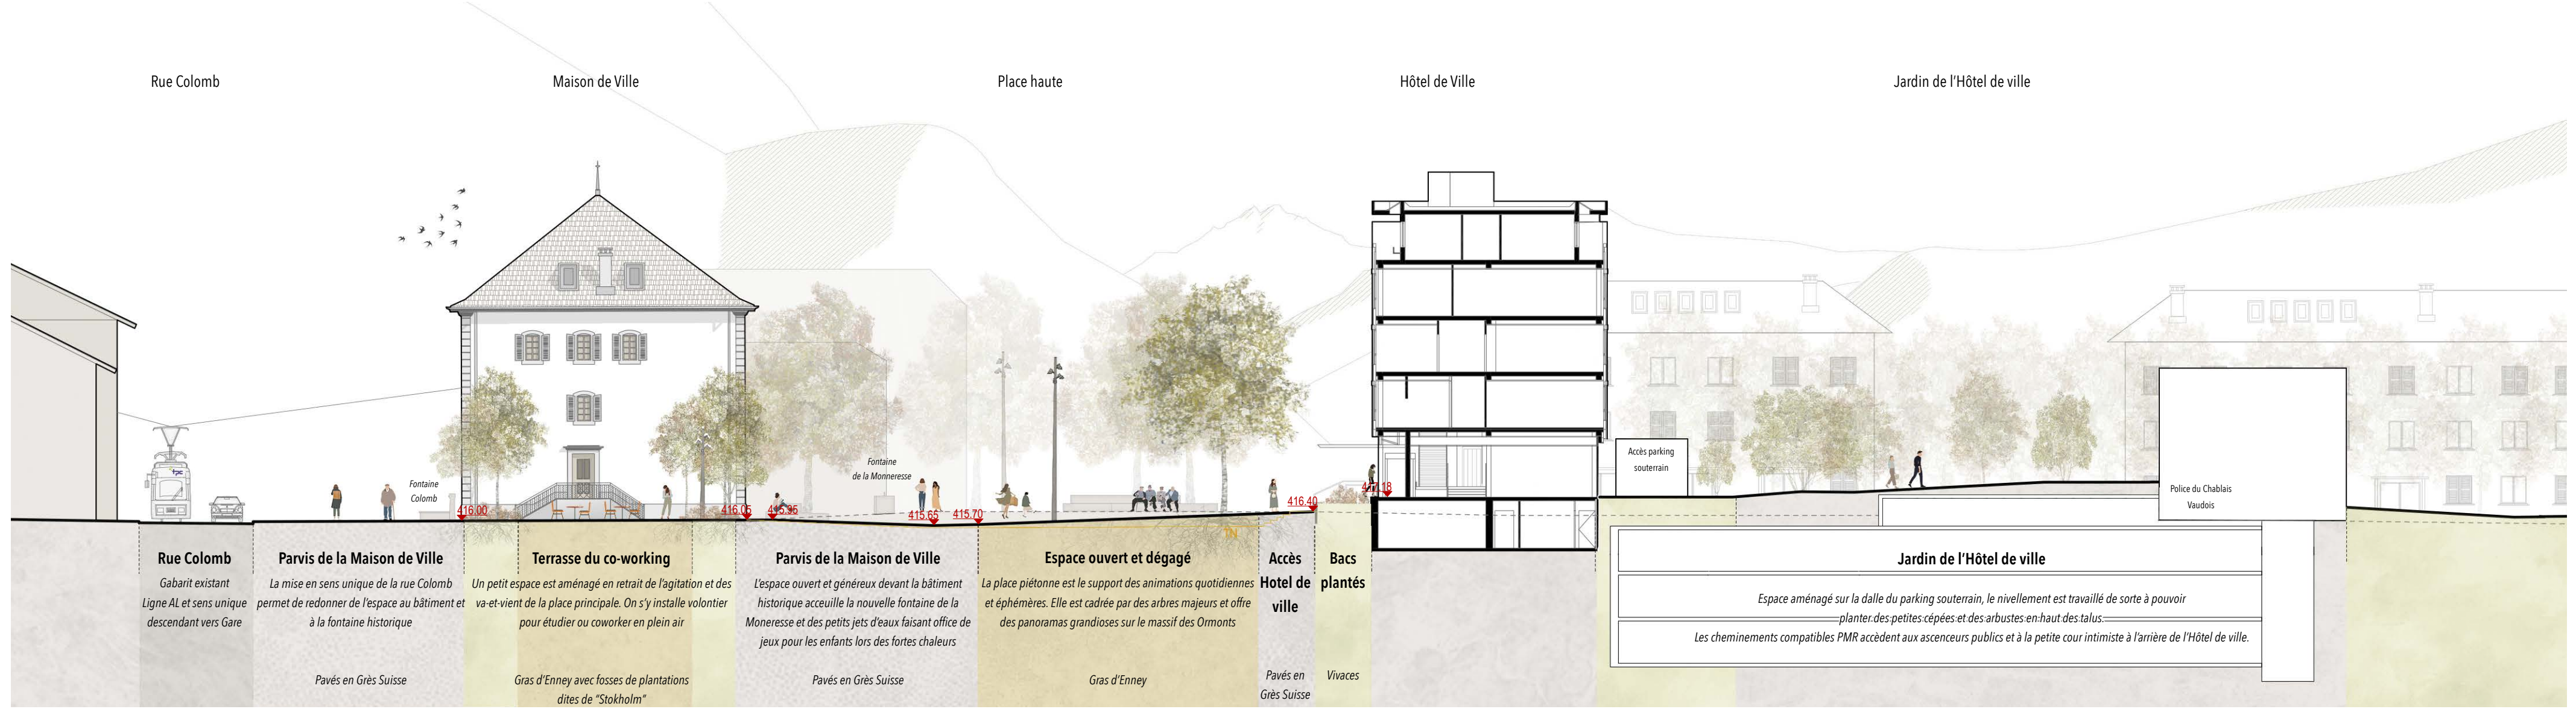 Rue Colomb
Maison de Ville
Place haute
Hôtel de Ville
Jardin de l'Hôtel de ville
Fontaine
Colomb
Fontaine
de la Monneresse
Accès parking
souterrain
Police du Chablais
Vaudois
tpc
416.00
416.05
415.95
415.65
415.70
416.40
417.18
TN
Rue Colomb
Gabarit existant
Ligne AL et sens unique
descendant vers Gare
Parvis de la Maison de Ville
La mise en sens unique de la rue Colomb
permet de redonner de l'espace au bâtiment et
à la fontaine historique
Pavés en Grès Suisse
Terrasse du co-working
Un petit espace est aménagé en retrait de l'agitation et des
va-et-vient de la place principale. On s'y installe volontier
pour étudier ou coworker en plein air
Gras d'Enney avec fosses de plantations
dites de "Stokholm"
Parvis de la Maison de Ville
L'espace ouvert et généreux devant la bâtiment
historique acceuille la nouvelle fontaine de la
Moneresse et des petits jets d'eaux faisant office de
jeux pour les enfants lors des fortes chaleurs
Pavés en Grès Suisse
Espace ouvert et dégagé
La place piétonne est le support des animations quotidiennes
et éphémères. Elle est cadrée par des arbres majeurs et offre
des panoramas grandioses sur le massif des Ormonts
Gras d'Enney
Accès
Hotel de
ville
Pavés en
Grès Suisse
Bacs
plantés
Vivaces
Jardin de l'Hôtel de ville
Espace aménagé sur la dalle du parking souterrain, le nivellement est travaillé de sorte à pouvoir
planter des petites cépées et des arbustes en haut des talus.
Les cheminements compatibles PMR accèdent aux ascenceurs publics et à la petite cour intimiste à l'arrière de l'Hôtel de ville.